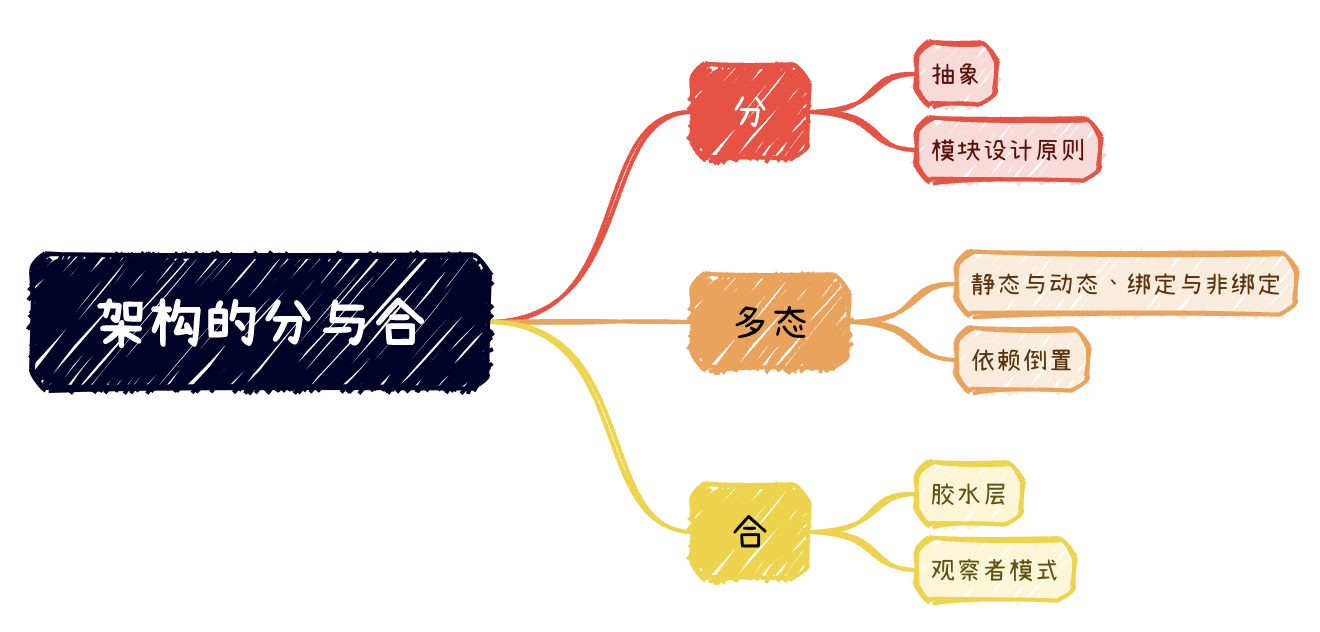 架构的分与合
分
抽象
模块设计原则
多态
静态与动态、绑定与非绑定
依赖倒置
合
胶水层
观察者模式